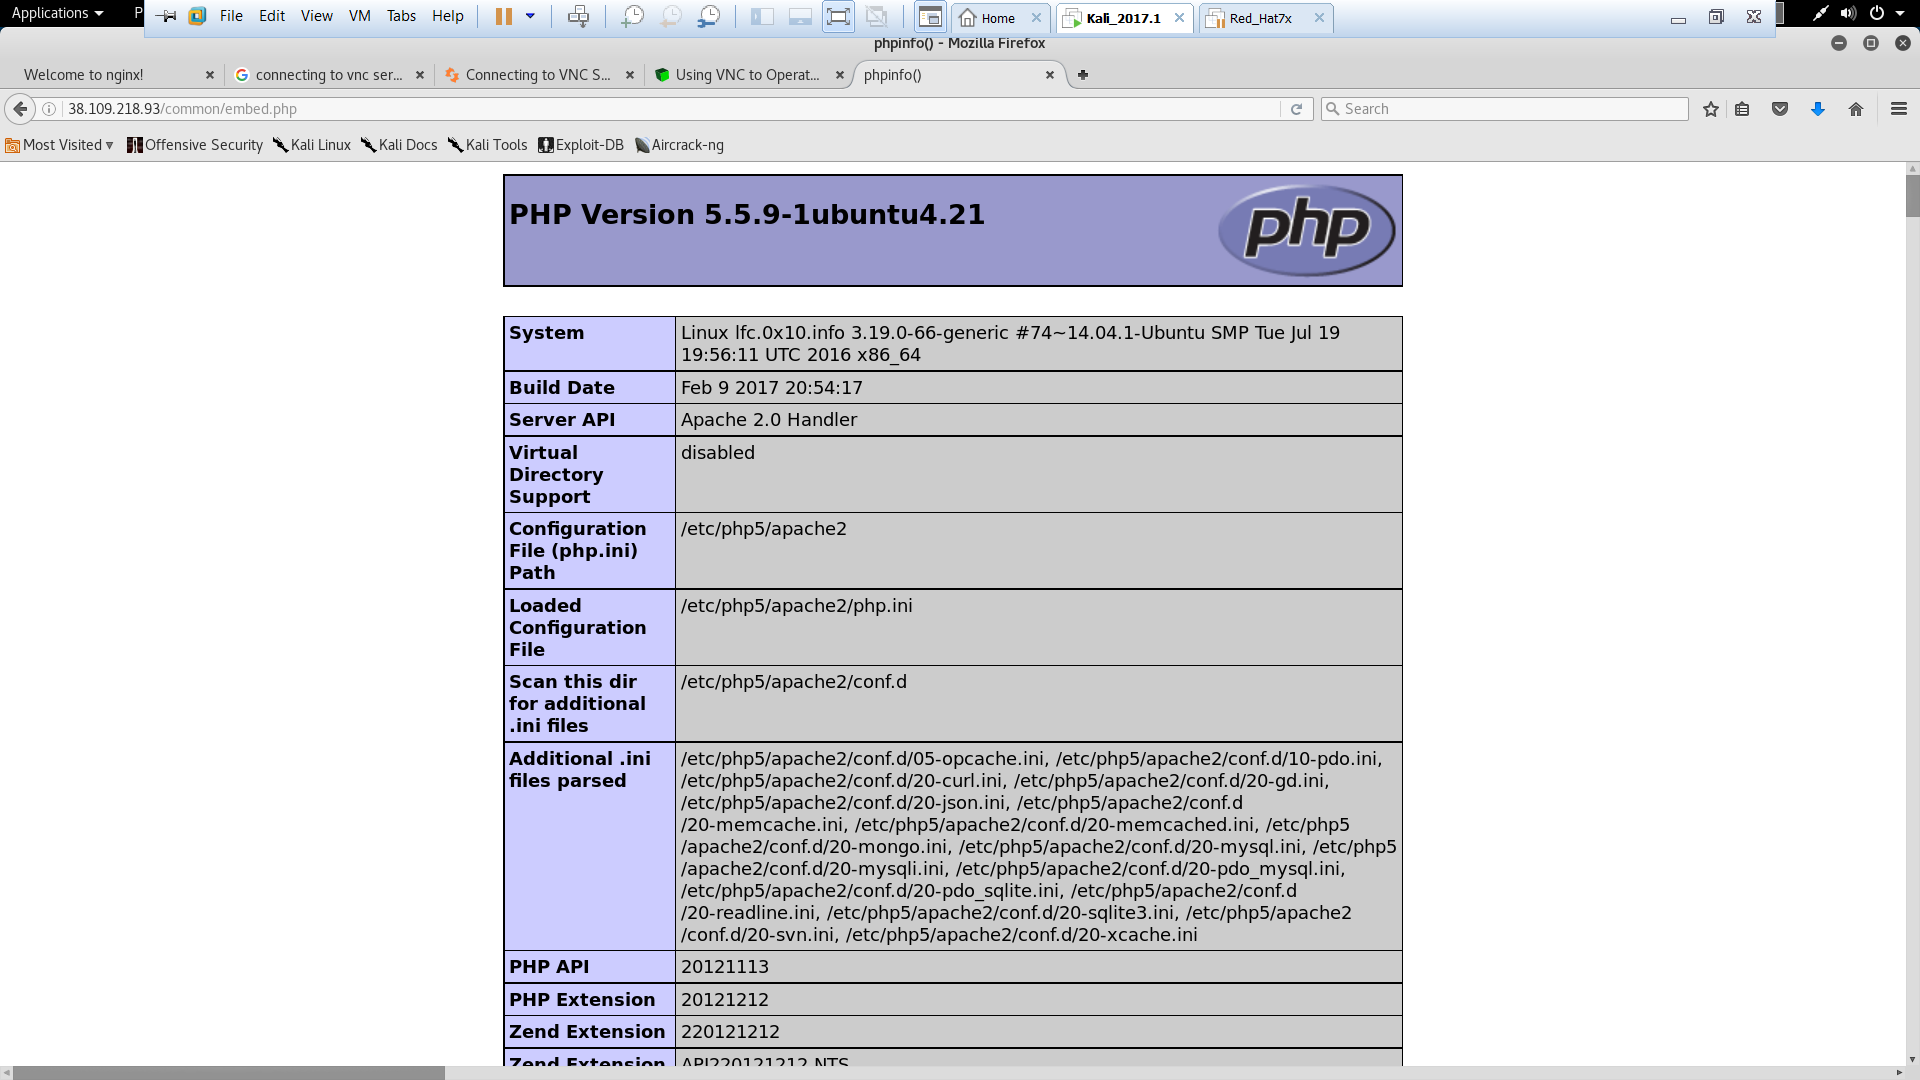 Applications
P
File Edit View VM Tabs Help
Home
Kali_2017.1
Red_Hat7x
phpinfo() - Mozilla Firefox
Welcome to nginx!
connecting to vnc ser...
Connecting to VNC S...
Using VNC to Operat...
phpinfo()
38.109.218.93/common/embed.php
Search
Most Visited
Offensive Security
Kali Linux
Kali Docs
Kali Tools
Exploit-DB
Aircrack-ng
PHP Version 5.5.9-1ubuntu4.21
php
System
Linux lfc.0x10.info 3.19.0-66-generic #74~14.04.1-Ubuntu SMP Tue Jul 19
19:56:11 UTC 2016 x86_64
Build Date
Feb 9 2017 20:54:17
Server API
Apache 2.0 Handler
Virtual
Directory
Support
disabled
Configuration
File (php.ini)
Path
/etc/php5/apache2
Loaded
Configuration
File
/etc/php5/apache2/php.ini
Scan this dir
for additional
.ini files
/etc/php5/apache2/conf.d
Additional .ini
files parsed
/etc/php5/apache2/conf.d/05-opcache.ini, /etc/php5/apache2/conf.d/10-pdo.ini,
/etc/php5/apache2/conf.d/20-curl.ini, /etc/php5/apache2/conf.d/20-gd.ini,
/etc/php5/apache2/conf.d/20-json.ini, /etc/php5/apache2/conf.d
/20-memcache.ini, /etc/php5/apache2/conf.d/20-memcached.ini, /etc/php5
/apache2/conf.d/20-mongo.ini, /etc/php5/apache2/conf.d/20-mysql.ini, /etc/php5
/apache2/conf.d/20-mysqli.ini, /etc/php5/apache2/conf.d/20-pdo_mysql.ini,
/etc/php5/apache2/conf.d/20-pdo_sqlite.ini, /etc/php5/apache2/conf.d
/20-readline.ini, /etc/php5/apache2/conf.d/20-sqlite3.ini, /etc/php5/apache2
/conf.d/20-svn.ini, /etc/php5/apache2/conf.d/20-xcache.ini
PHP API
20121113
PHP Extension
20121212
Zend Extension
220121212
Zend Extension
API220121212,NTS